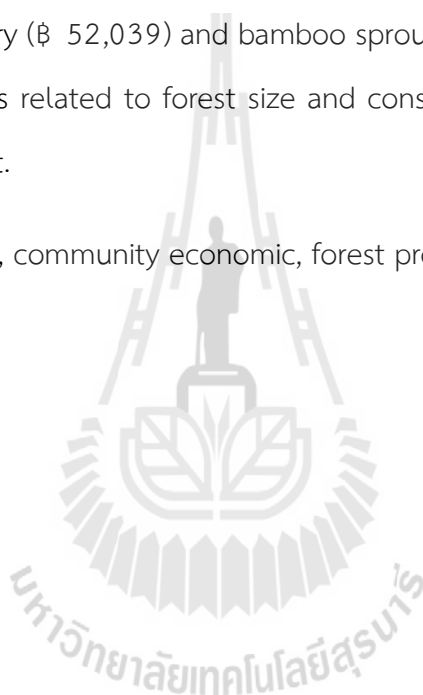 ry (฿ 52,039) and bamboo sprou
s related to forest size and cons
t.
, community economic, forest pro
มหาวิทยาลัยเทคโนโลยีสุรนารี